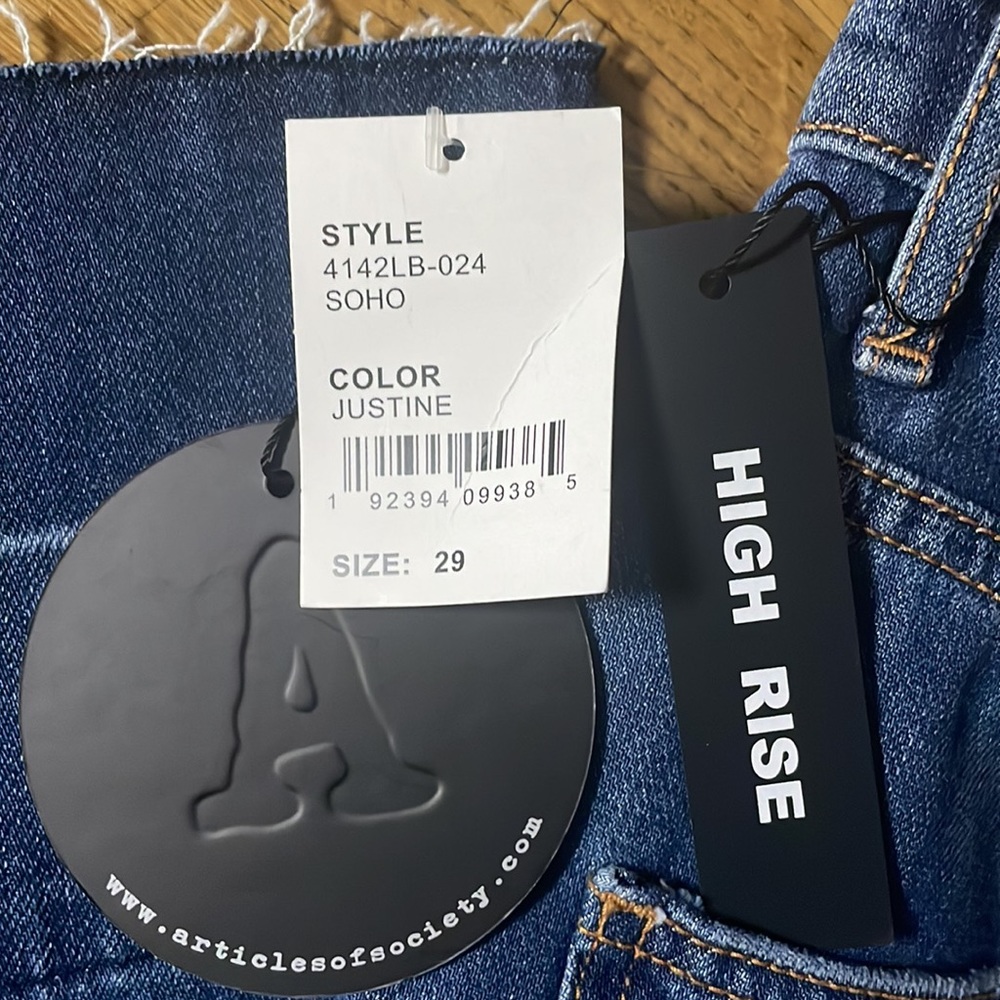 STYLE
4142LB-024
SOHO
COLOR
JUSTINE
1 92394 09938 5
SIZE: 29
HIGH RISE
A
www.articlesofsociety.com